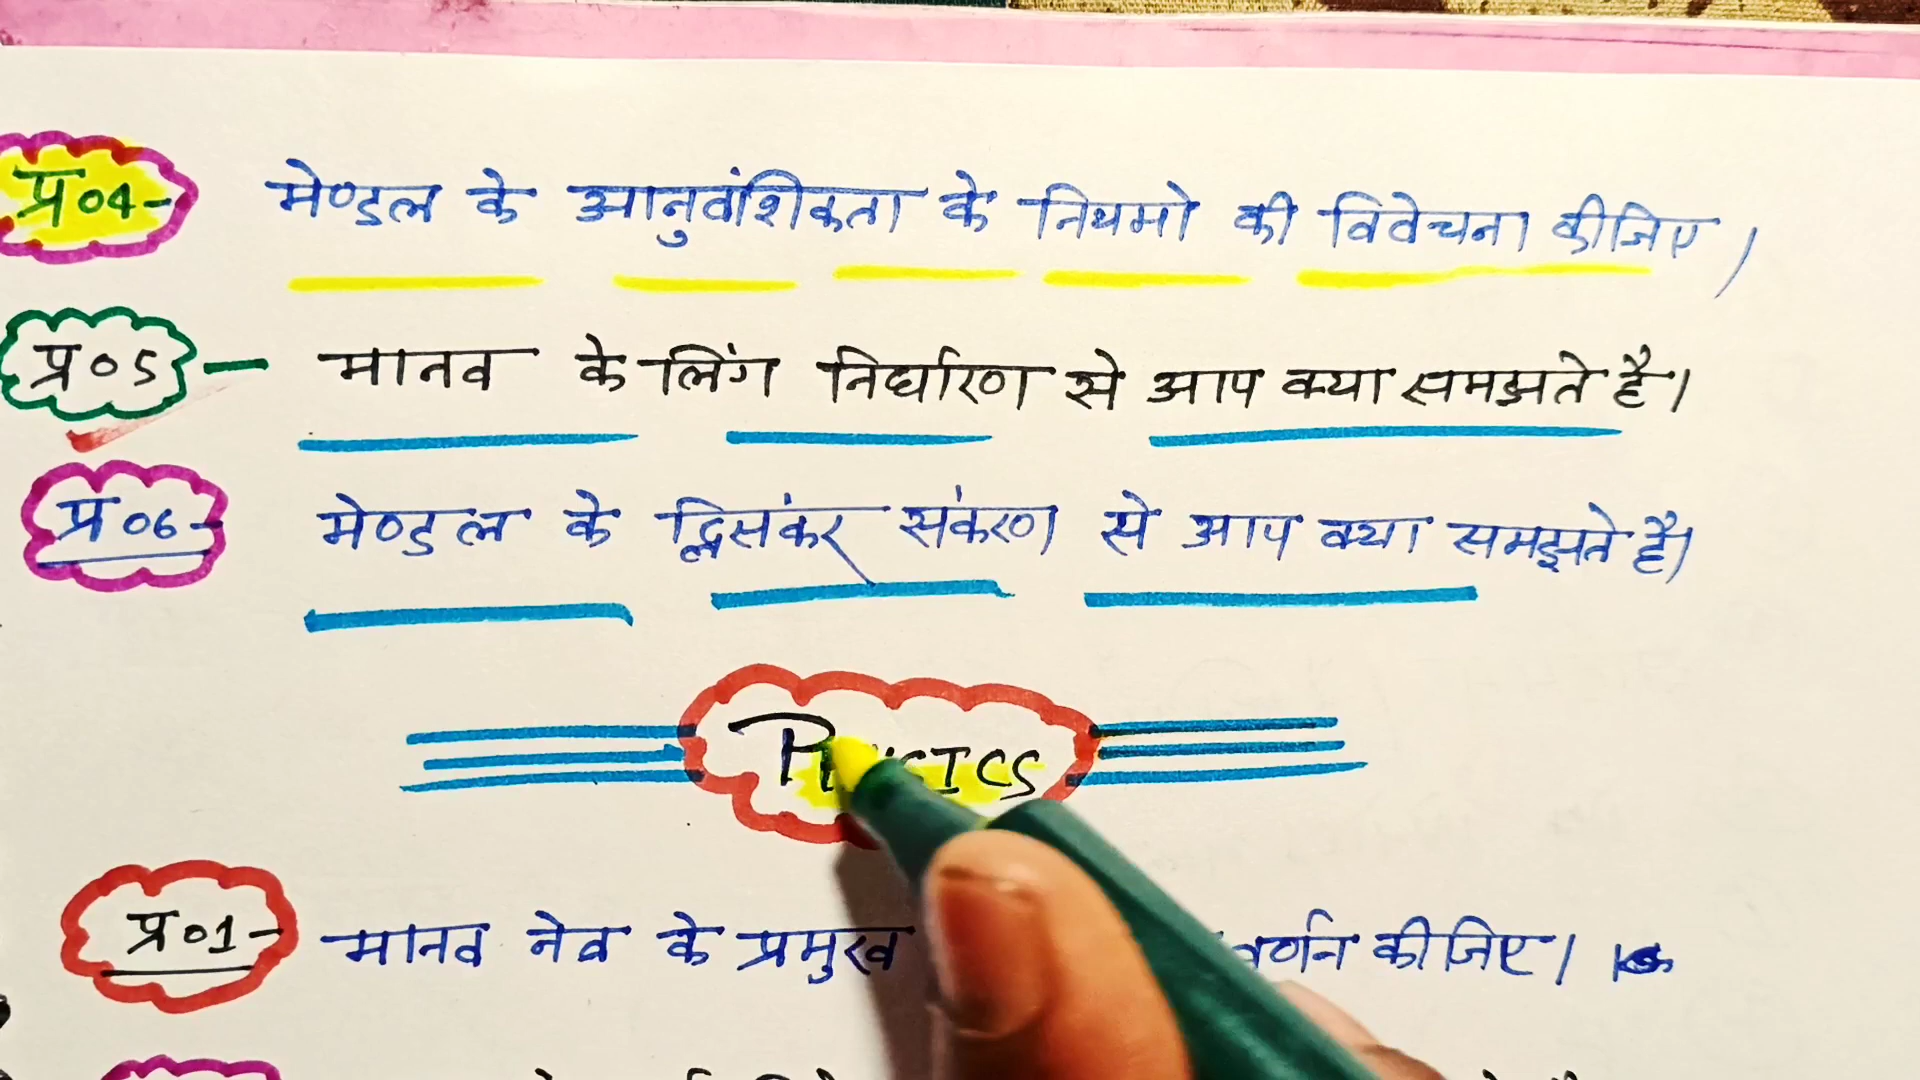 प्र04- मेण्डल के आनुवंशिकता के नियमो की विवेचना कीजिए।
प्र05- मानव के लिंग निर्धारण से आप क्या समझते है।
प्र06- मेण्डल के द्विसंकर संकरण से आप क्या समझते है।
PHYSICS
प्र01- मानव नेत्र के प्रमुख वर्णन कीजिए।